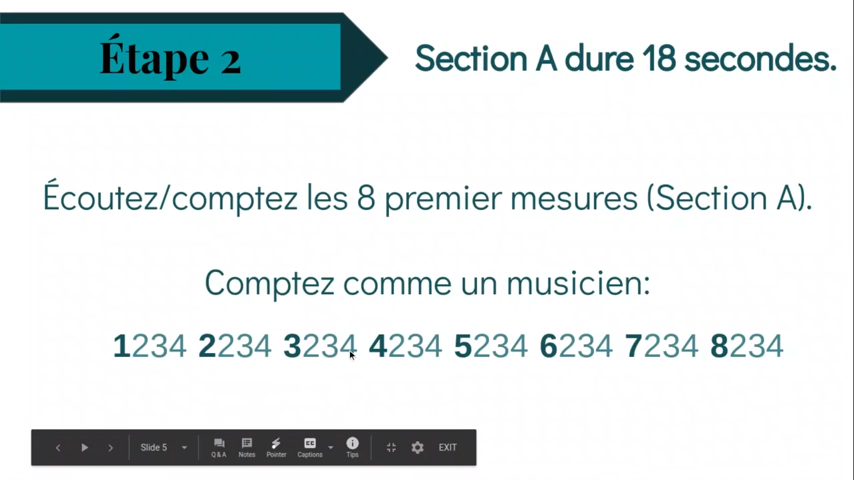 Étape 2
Section A dure 18 secondes.
Écoutez/comptez les 8 premier mesures (Section A).
Comptez comme un musicien:
1234 2234 3234 4234 5234 6234 7234 8234
Slide 5
Q & A
Notes
Pointer
CC
Captions
Tips
EXIT